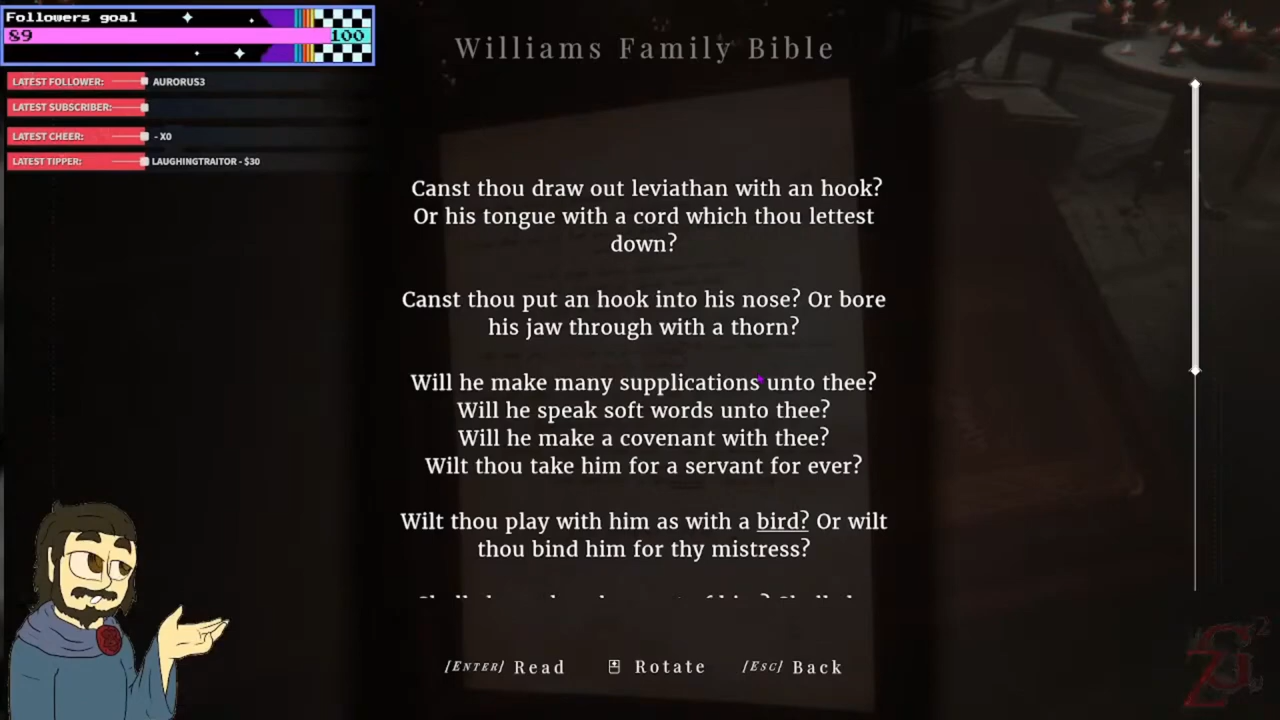 Followers goal
89 100
LATEST FOLLOWER: AURORUS3
LATEST SUBSCRIBER:
LATEST CHEER: - X0
LATEST TIPPER: LAUGHINGTRAITOR - $30
Williams Family Bible
Canst thou draw out leviathan with an hook?
Or his tongue with a cord which thou lettest
down?
Canst thou put an hook into his nose? Or bore
his jaw through with a thorn?
Will he make many supplications unto thee?
Will he speak soft words unto thee?
Will he make a covenant with thee?
Wilt thou take him for a servant for ever?
Wilt thou play with him as with a bird? Or wilt
thou bind him for thy mistress?
[ENTER] Read Rotate [ESC] Back